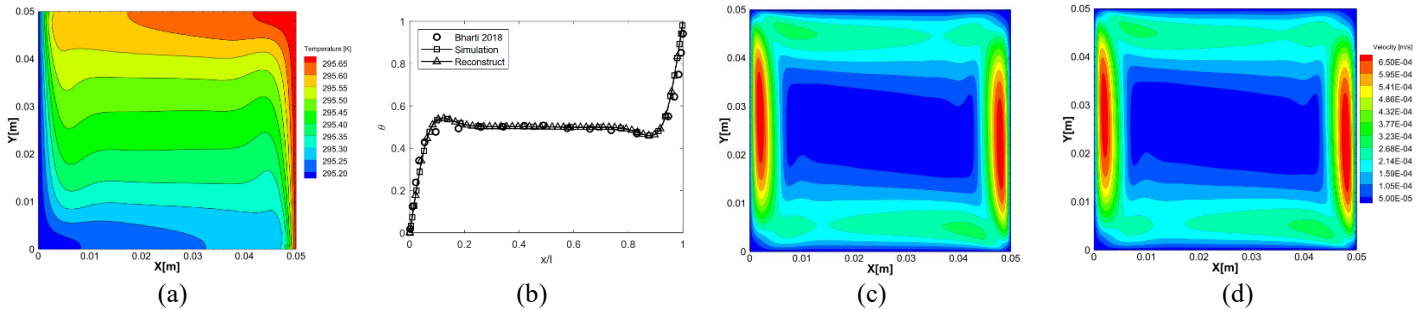 0.05
0.04
0.03
0.02
0.01
0
Y[m]
0 0.01 0.02 0.03 0.04 0.05
X[m]
Temperature [K]
295.65
295.60
295.55
295.50
295.45
295.40
295.35
295.30
295.25
295.20
(a)
1
0.8
0.6
0.4
0.2
0
θ
Bharti 2018
Simulation
Reconstruct
0 0.2 0.4 0.6 0.8 1
x/l
(b)
0.05
0.04
0.03
0.02
0.01
0
Y[m]
0 0.01 0.02 0.03 0.04 0.05
X[m]
(c)
0.05
0.04
0.03
0.02
0.01
0
Y[m]
0 0.01 0.02 0.03 0.04 0.05
X[m]
Velocity [m/s]
6.50E-04
5.95E-04
5.41E-04
4.86E-04
4.32E-04
3.77E-04
3.23E-04
2.68E-04
2.14E-04
1.59E-04
1.05E-04
5.00E-05
(d)